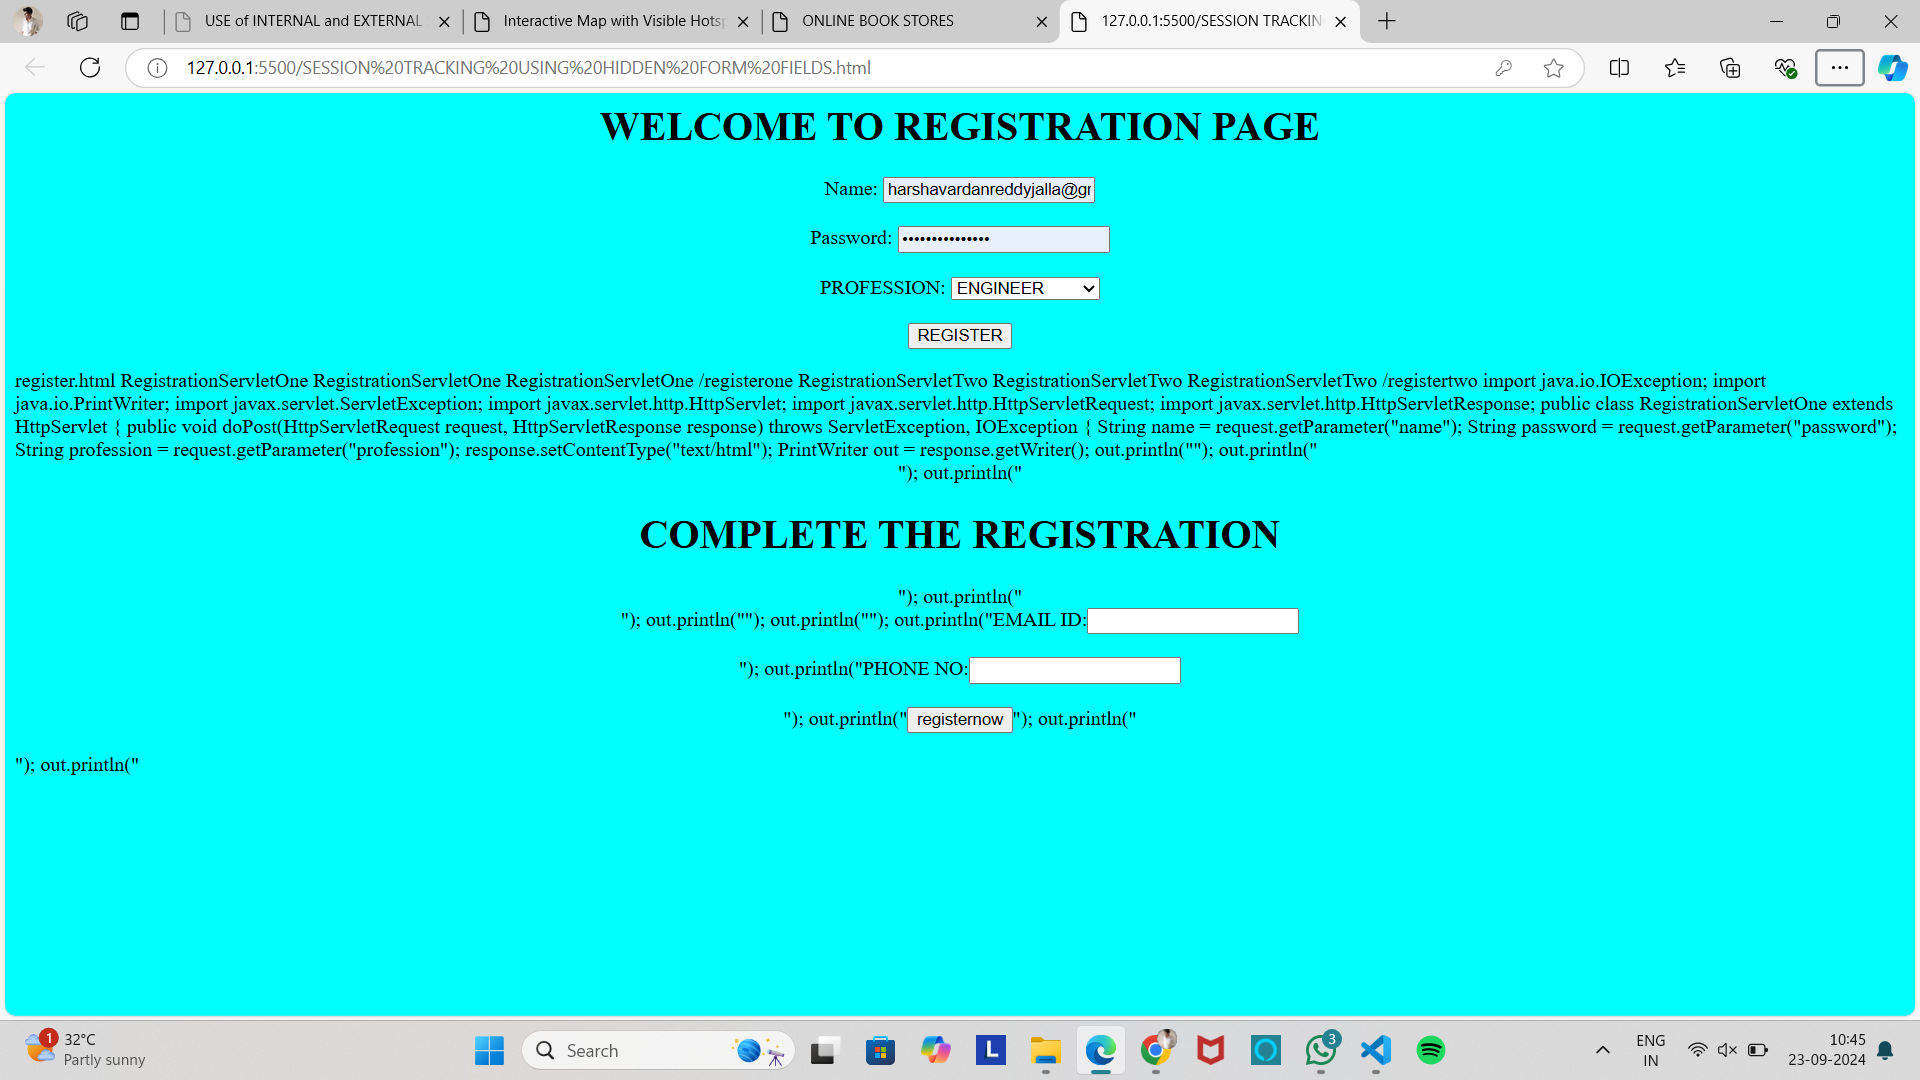 USE of INTERNAL and EXTERNAL
Interactive Map with Visible Hots
ONLINE BOOK STORES
127.0.0.1:5500/SESSION TRACKIN
127.0.0.1:5500/SESSION%20TRACKING%20USING%20HIDDEN%20FORM%20FIELDS.html
WELCOME TO REGISTRATION PAGE
Name: harshavardanreddyjalla@gr
Password: •••••••••••••••
PROFESSION: ENGINEER
REGISTER
register.html RegistrationServletOne RegistrationServletOne RegistrationServletOne /registerone RegistrationServletTwo RegistrationServletTwo RegistrationServletTwo /registertwo import java.io.IOException; import
java.io.PrintWriter; import javax.servlet.ServletException; import javax.servlet.http.HttpServlet; import javax.servlet.http.HttpServletRequest; import javax.servlet.http.HttpServletResponse; public class RegistrationServletOne extends
HttpServlet { public void doPost(HttpServletRequest request, HttpServletResponse response) throws ServletException, IOException { String name = request.getParameter("name"); String password = request.getParameter("password");
String profession = request.getParameter("profession"); response.setContentType("text/html"); PrintWriter out = response.getWriter(); out.println(""); out.println("
"); out.println("
COMPLETE THE REGISTRATION
"); out.println("
"); out.println(""); out.println(""); out.println("EMAIL ID:
"); out.println("PHONE NO:
"); out.println("registernow"); out.println("
"); out.println("
1
32°C
Partly sunny
Search
L
3
ENG
IN
10:45
23-09-2024